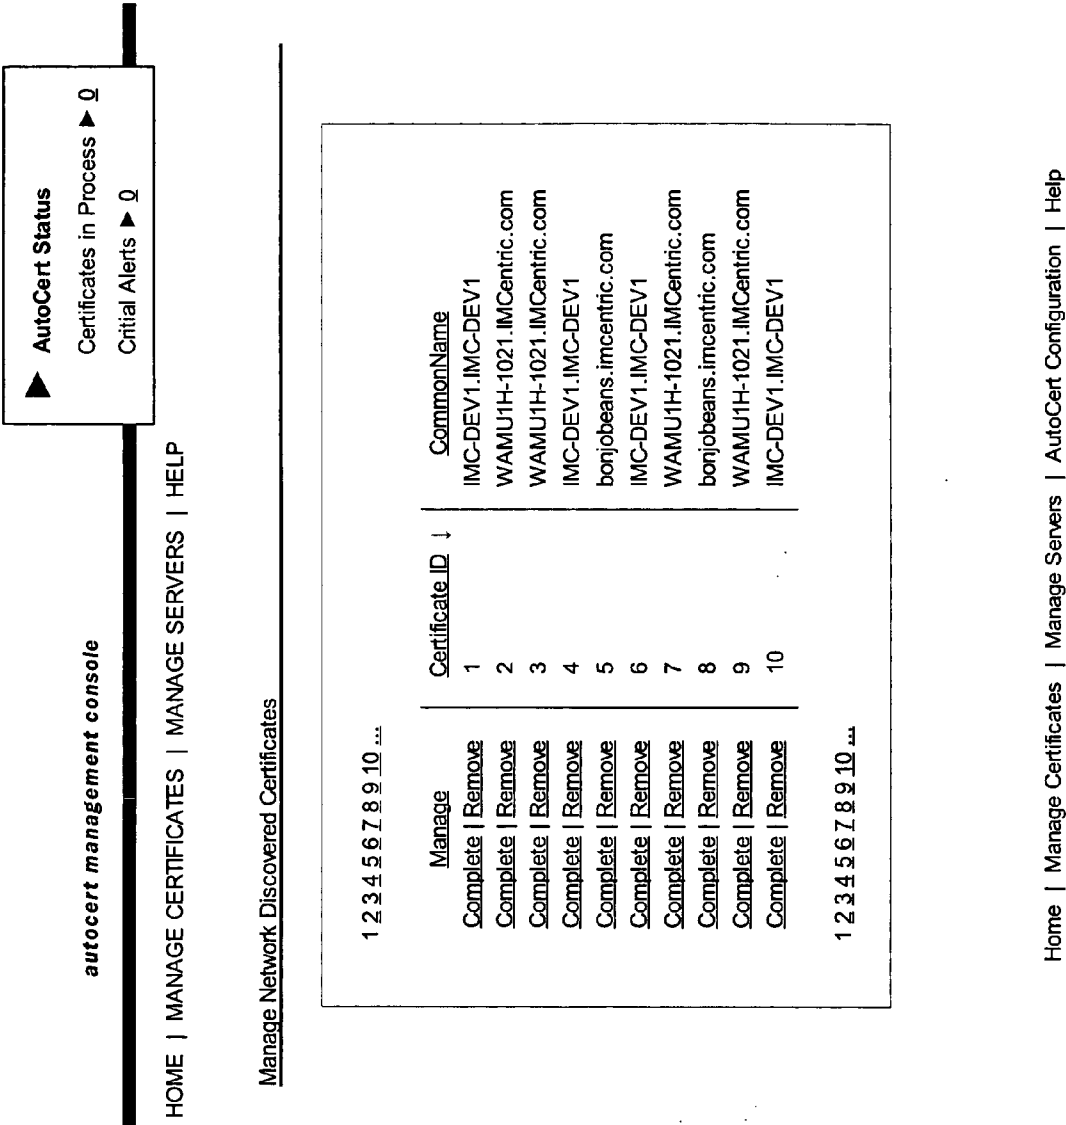 autocert management console
▶ AutoCert Status
Certificates in Process ▶ 0
Critial Alerts ▶ 0
HOME | MANAGE CERTIFICATES | MANAGE SERVERS | HELP
Manage Network Discovered Certificates
1 2 3 4 5 6 7 8 9 10 ...
Manage Certificate ID ↓ CommonName
Complete | Remove 1 IMC-DEV1.IMC-DEV1
Complete | Remove 2 WAMU1H-1021.IMCentric.com
Complete | Remove 3 WAMU1H-1021.IMCentric.com
Complete | Remove 4 IMC-DEV1.IMC-DEV1
Complete | Remove 5 bonjobeans.imcentric.com
Complete | Remove 6 IMC-DEV1.IMC-DEV1
Complete | Remove 7 WAMU1H-1021.IMCentric.com
Complete | Remove 8 bonjobeans.imcentric.com
Complete | Remove 9 WAMU1H-1021.IMCentric.com
Complete | Remove 10 IMC-DEV1.IMC-DEV1
1 2 3 4 5 6 7 8 9 10 ...
Home | Manage Certificates | Manage Servers | AutoCert Configuration | Help